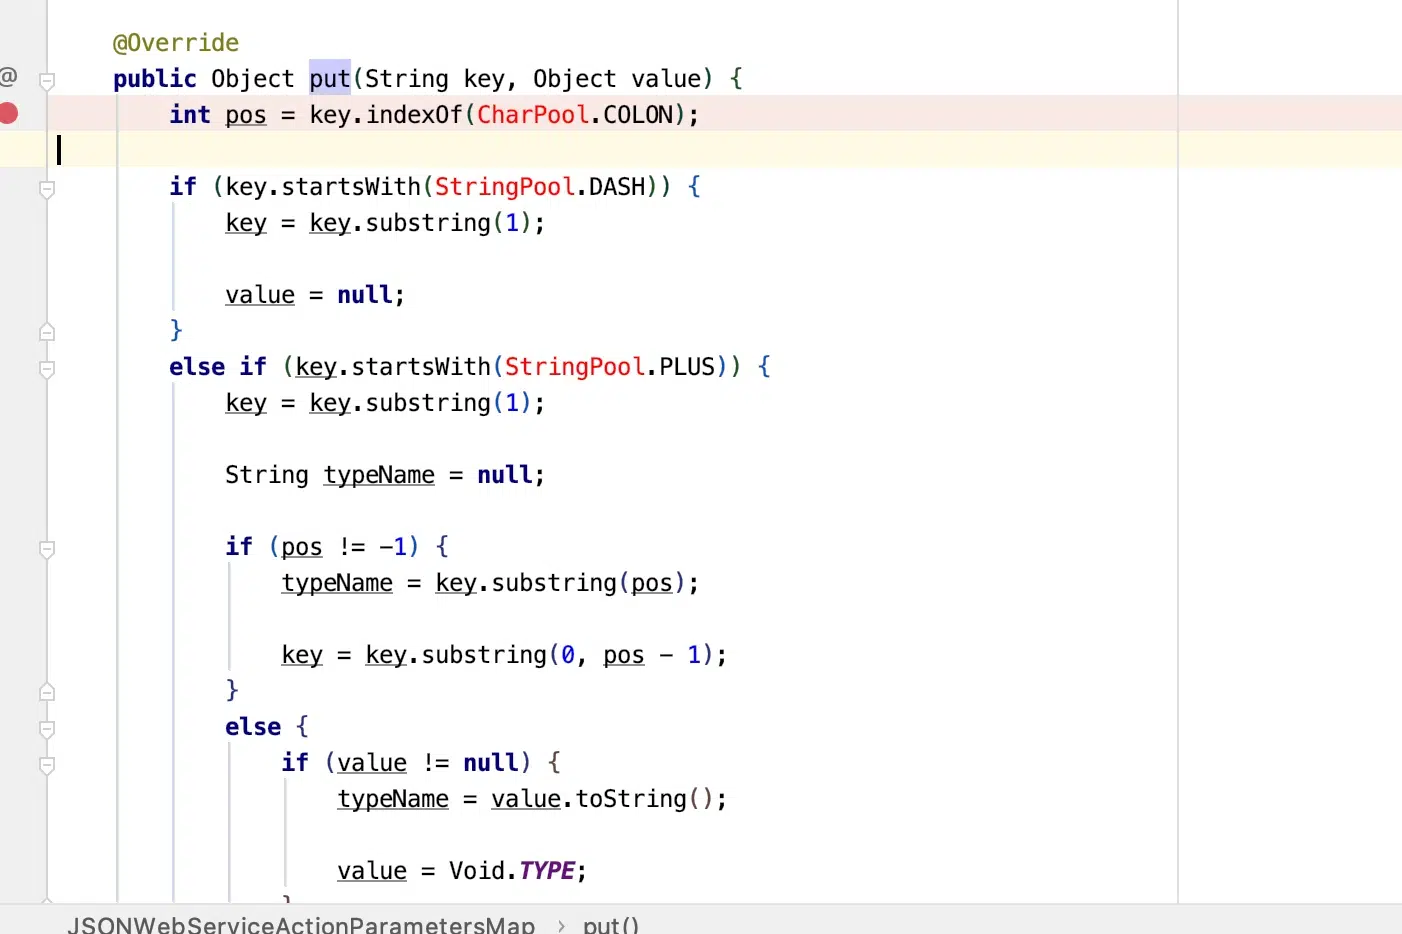 @Override
@ public Object put(String key, Object value) {
int pos = key.indexOf(CharPool.COLON);
if (key.startsWith(StringPool.DASH)) {
key = key.substring(1);
value = null;
}
else if (key.startsWith(StringPool.PLUS)) {
key = key.substring(1);
String typeName = null;
if (pos != -1) {
typeName = key.substring(pos);
key = key.substring(0, pos - 1);
}
else {
if (value != null) {
typeName = value.toString();
value = Void.TYPE;
}
JSONWebServiceActionParametersMap › put()